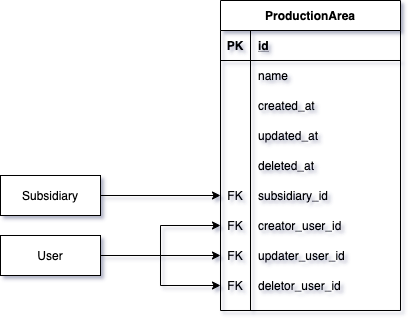 ProductionArea
PK id
name
created_at
updated_at
deleted_at
Subsidiary
FK subsidiary_id
FK creator_user_id
User
FK updater_user_id
FK deletor_user_id